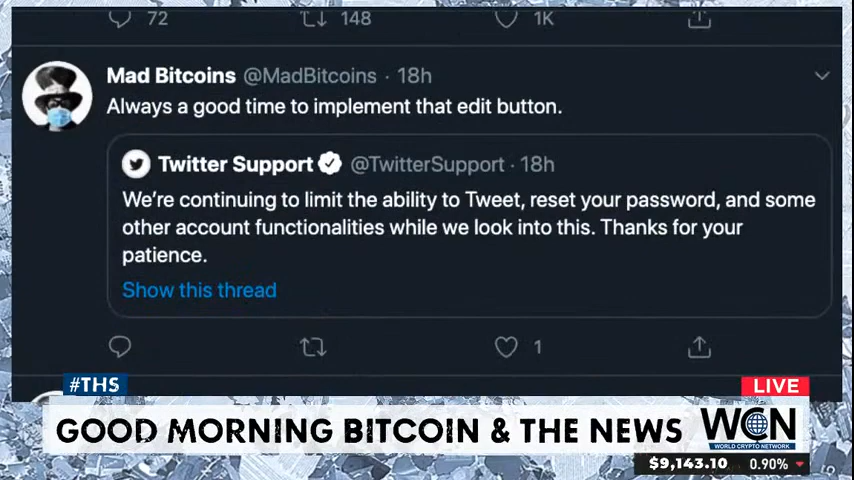 72 148 1K
Mad Bitcoins @MadBitcoins · 18h
Always a good time to implement that edit button.
Twitter Support @TwitterSupport · 18h
We're continuing to limit the ability to Tweet, reset your password, and some
other account functionalities while we look into this. Thanks for your
patience.
Show this thread
1
#THS
LIVE
GOOD MORNING BITCOIN & THE NEWS
WCN
WORLD CRYPTO NETWORK
$9,143.10 0.90%